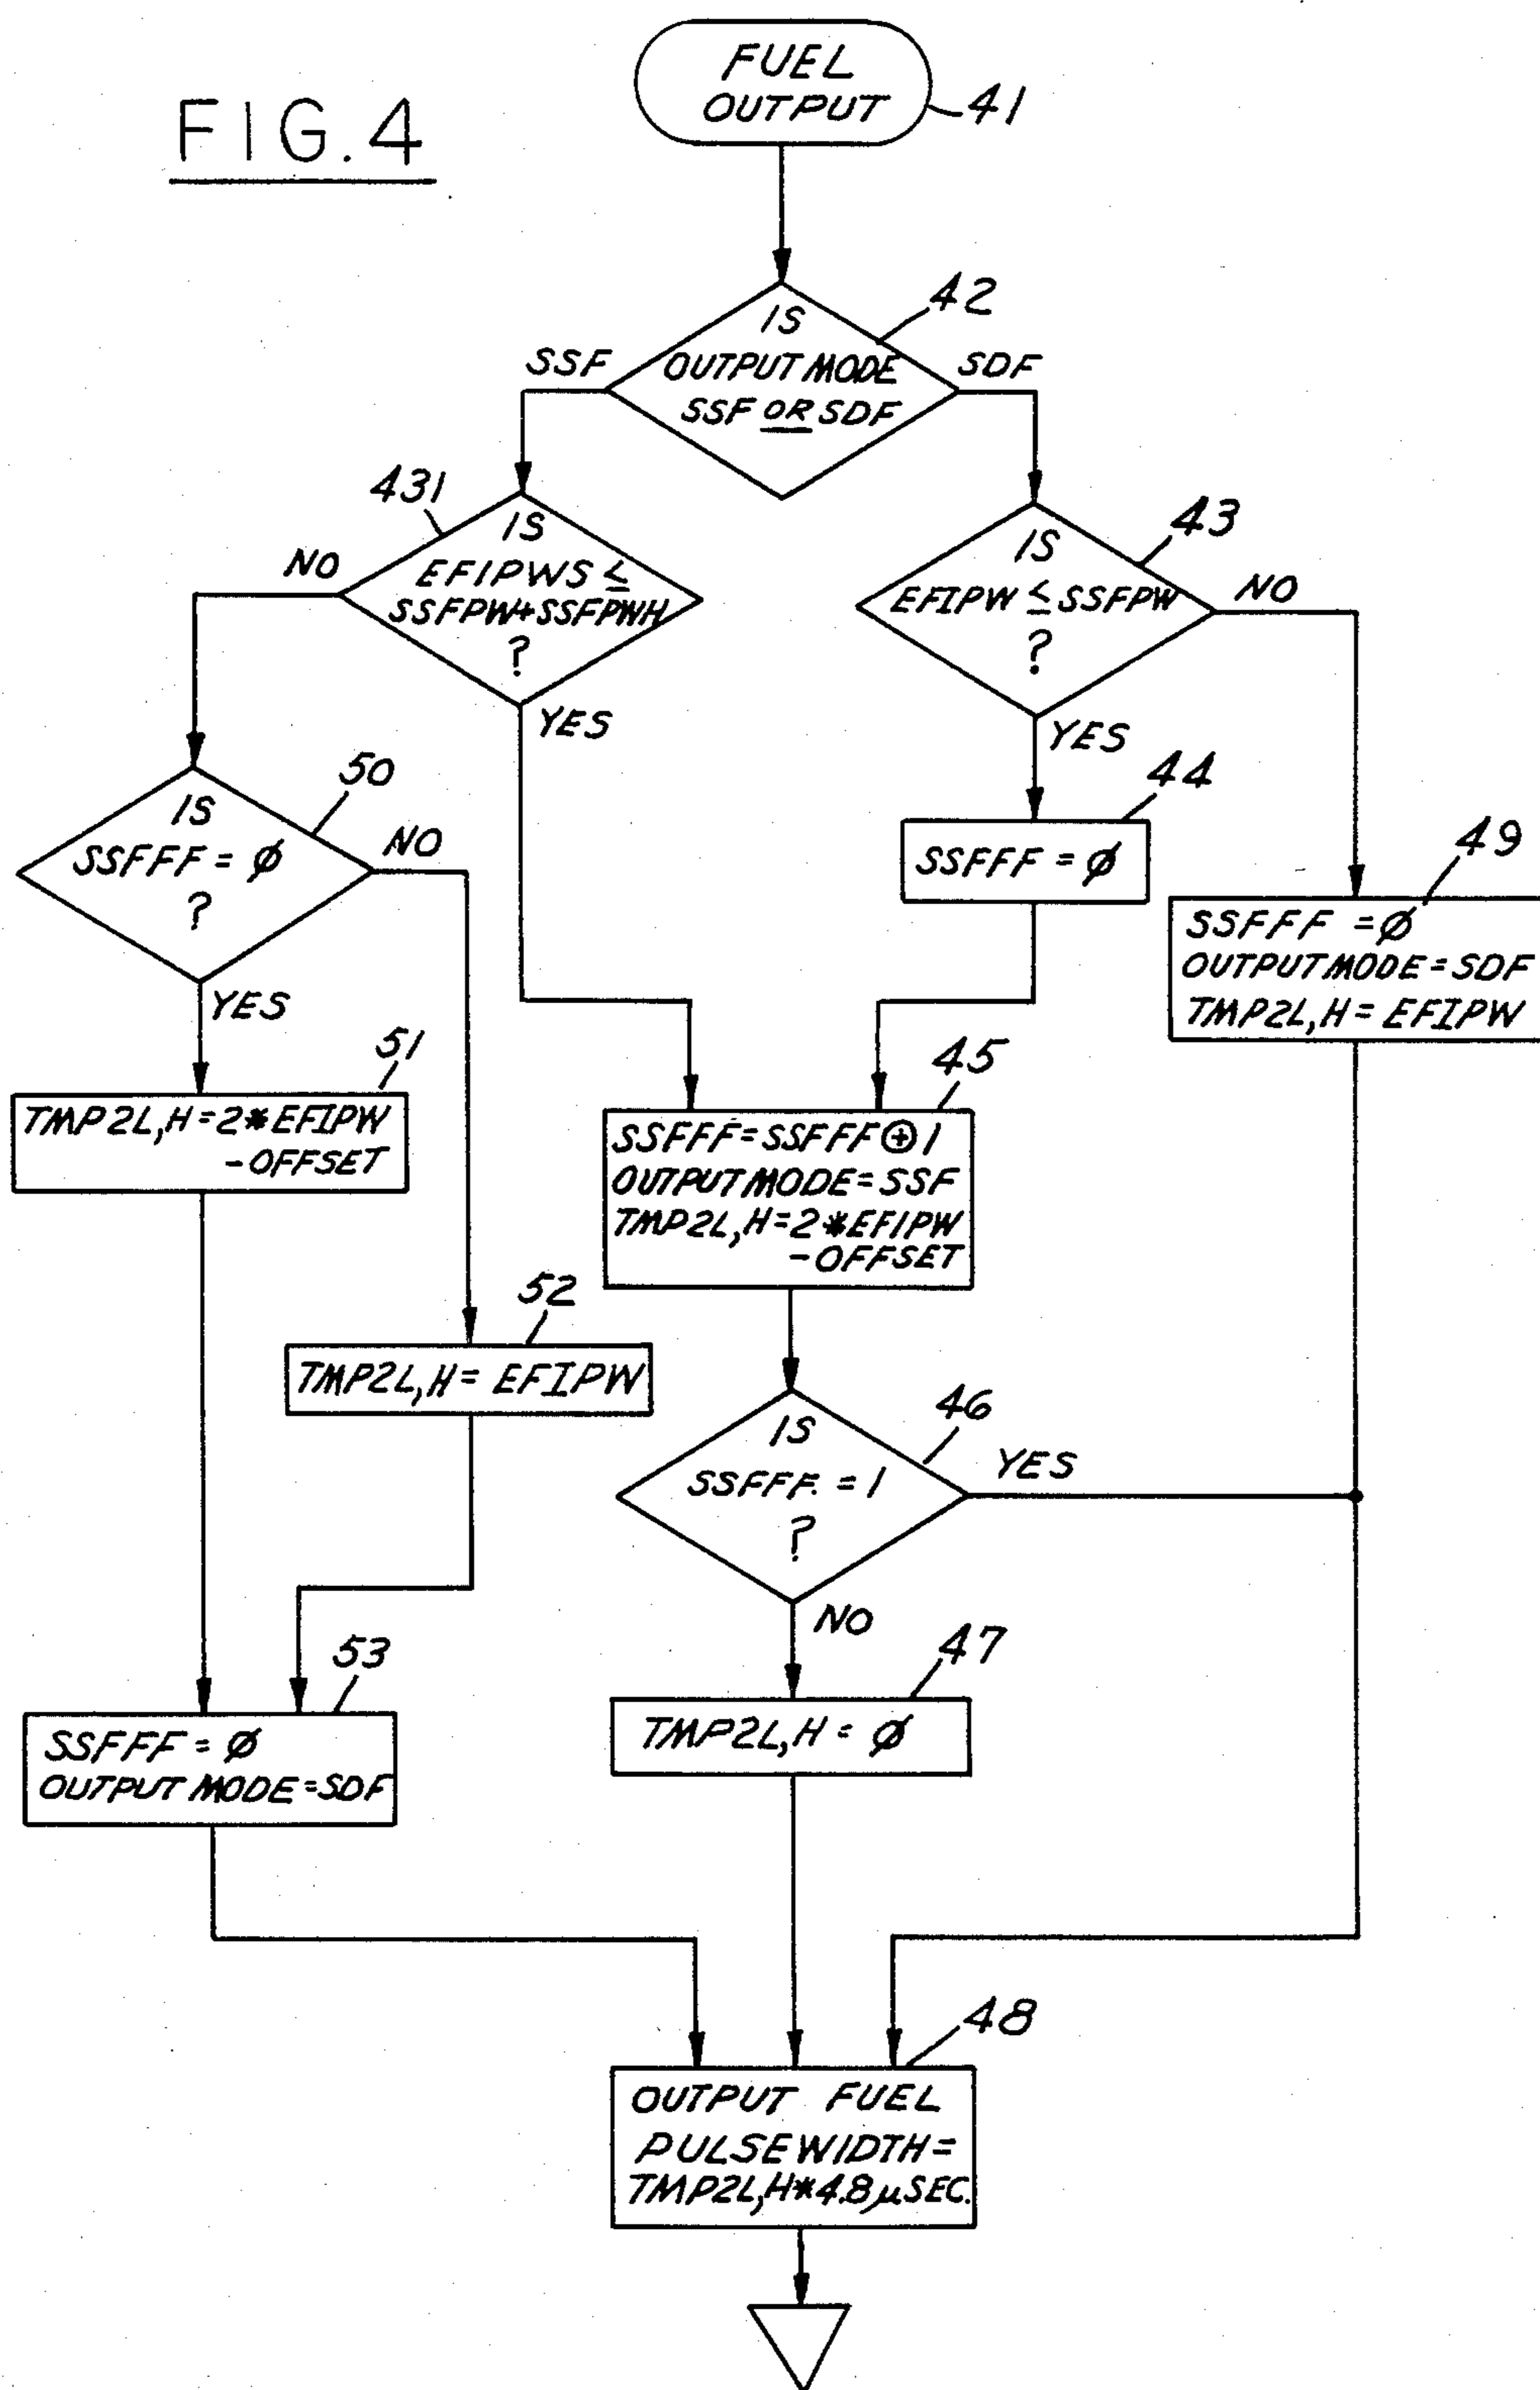 FIG.4
FUEL
OUTPUT
41
42
IS
OUTPUT MODE
SSF OR SDF
SSF
SDF
431
IS
EFIPWS ≤
SSFPW+SSFPWH
?
NO
YES
43
IS
EFIPW ≤ SSFPW
?
NO
YES
50
IS
SSFFF = Ø
?
NO
YES
44
SSFFF = Ø
49
SSFFF = Ø
OUTPUT MODE = SDF
TMP2L,H = EFIPW
51
TMP2L,H = 2*EFIPW
-OFFSET
45
SSFFF = SSFFF ⊕ 1
OUTPUT MODE = SSF
TMP2L,H = 2*EFIPW
-OFFSET
52
TMP2L,H = EFIPW
46
IS
SSFFF. = 1
?
YES
NO
53
SSFFF = Ø
OUTPUT MODE = SDF
47
TMP2L,H = Ø
48
OUTPUT FUEL
PULSEWIDTH =
TMP2L,H*4.8 μSEC.